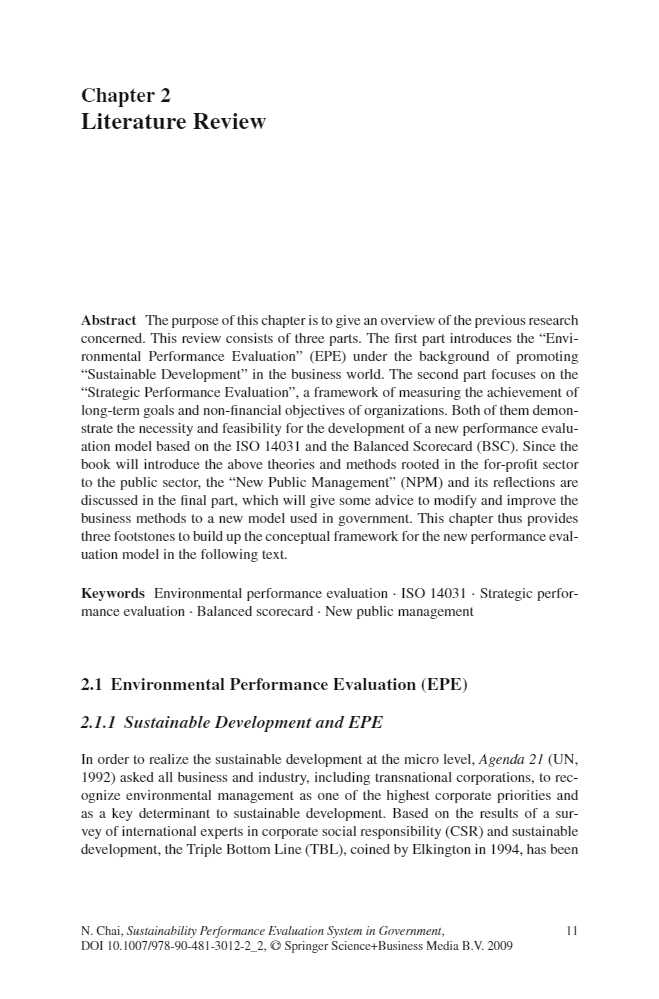 Chapter 2
Literature Review
Abstract The purpose of this chapter is to give an overview of the previous research
concerned. This review consists of three parts. The first part introduces the “Envi-
ronmental Performance Evaluation” (EPE) under the background of promoting
“Sustainable Development” in the business world. The second part focuses on the
“Strategic Performance Evaluation”, a framework of measuring the achievement of
long-term goals and non-financial objectives of organizations. Both of them demon-
strate the necessity and feasibility for the development of a new performance evalu-
ation model based on the ISO 14031 and the Balanced Scorecard (BSC). Since the
book will introduce the above theories and methods rooted in the for-profit sector
to the public sector, the “New Public Management” (NPM) and its reflections are
discussed in the final part, which will give some advice to modify and improve the
business methods to a new model used in government. This chapter thus provides
three footstones to build up the conceptual framework for the new performance eval-
uation model in the following text.
Keywords Environmental performance evaluation · ISO 14031 · Strategic perfor-
mance evaluation · Balanced scorecard · New public management
2.1 Environmental Performance Evaluation (EPE)
2.1.1 Sustainable Development and EPE
In order to realize the sustainable development at the micro level, Agenda 21 (UN,
1992) asked all business and industry, including transnational corporations, to rec-
ognize environmental management as one of the highest corporate priorities and
as a key determinant to sustainable development. Based on the results of a sur-
vey of international experts in corporate social responsibility (CSR) and sustainable
development, the Triple Bottom Line (TBL), coined by Elkington in 1994, has been
N. Chai, Sustainability Performance Evaluation System in Government, 11
DOI 10.1007/978-90-481-3012-2_2, © Springer Science+Business Media B.V. 2009